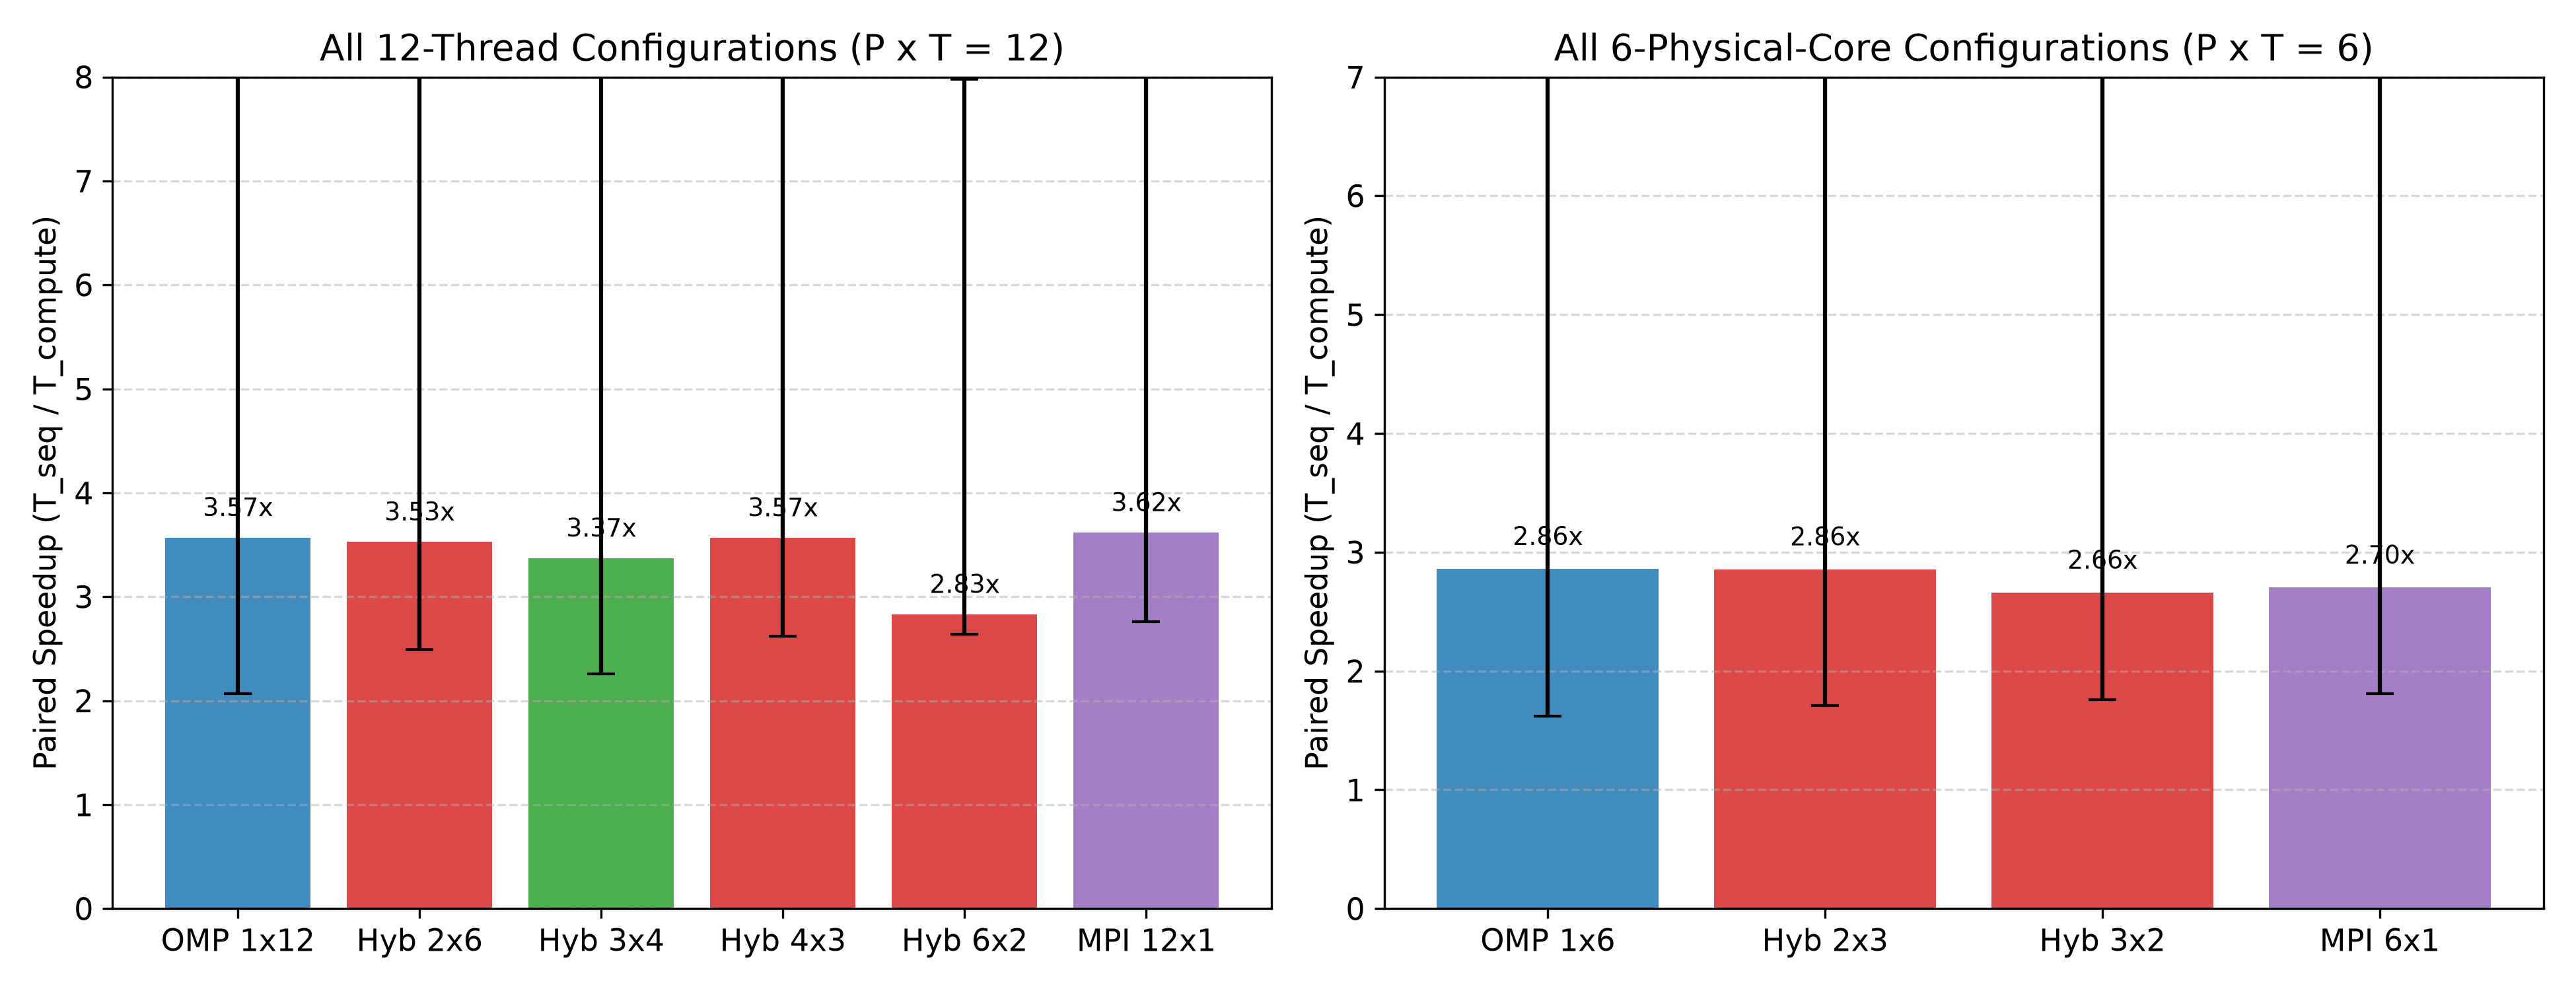 All 12-Thread Configurations (P x T = 12)
Paired Speedup (T_seq / T_compute)
8
7
6
5
4
3
2
1
0
3.57x
3.53x
3.37x
3.57x
2.83x
3.62x
OMP 1x12
Hyb 2x6
Hyb 3x4
Hyb 4x3
Hyb 6x2
MPI 12x1
All 6-Physical-Core Configurations (P x T = 6)
Paired Speedup (T_seq / T_compute)
7
6
5
4
3
2
1
0
2.86x
2.86x
2.66x
2.70x
OMP 1x6
Hyb 2x3
Hyb 3x2
MPI 6x1